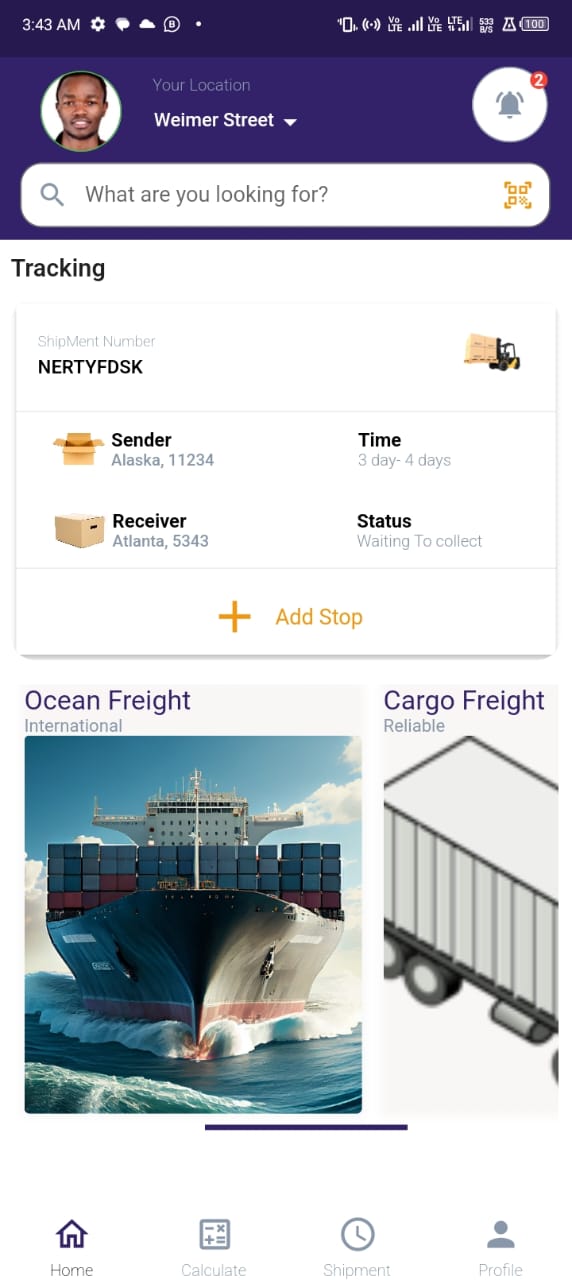 3:43 AM
Vo LTE Vo LTE LTE 533 B/S 100
Your Location
2
Weimer Street
What are you looking for?
Tracking
ShipMent Number
NERTYFDSK
Sender Time
Alaska, 11234 3 day- 4 days
Receiver Status
Atlanta, 5343 Waiting To collect
Add Stop
Ocean Freight Cargo Freight
International Reliable
Home Calculate Shipment Profile